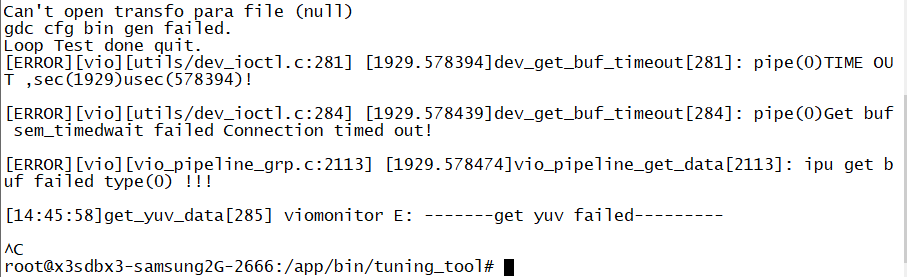 Can't open transfo para file (null)
gdc cfg bin gen failed.
Loop Test done quit.
[ERROR][vio][utils/dev_ioctl.c:281] [1929.578394]dev_get_buf_timeout[281]: pipe(0)TIME OU
T ,sec(1929)usec(578394)!
[ERROR][vio][utils/dev_ioctl.c:284] [1929.578439]dev_get_buf_timeout[284]: pipe(0)Get buf
 sem_timedwait failed Connection timed out!
[ERROR][vio][vio_pipeline_grp.c:2113] [1929.578474]vio_pipeline_get_data[2113]: ipu get b
uf failed type(0) !!!
[14:45:58]get_yuv_data[285] viomonitor E: -------get yuv failed---------
^C
root@x3sdbx3-samsung2G-2666:/app/bin/tuning_tool#